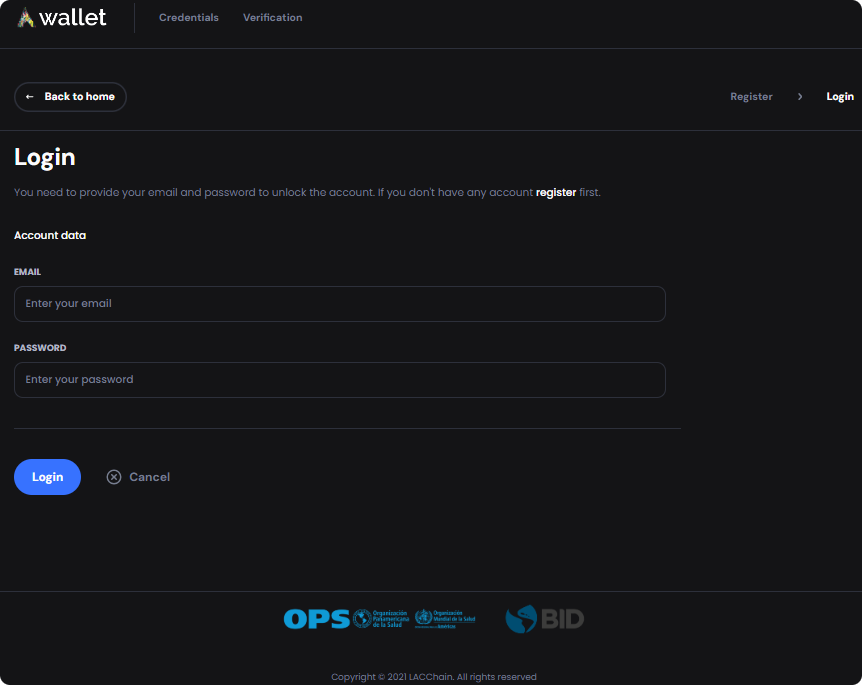 wallet
Credentials
Verification
← Back to home
Register > Login
Login
You need to provide your email and password to unlock the account. If you don't have any account register first.
Account data
EMAIL
Enter your email
PASSWORD
Enter your password
Login
Cancel
OPS
Organización
Panamericana
de la Salud
Organización
Mundial de la Salud
BID
Copyright © 2021 LACChain. All rights reserved